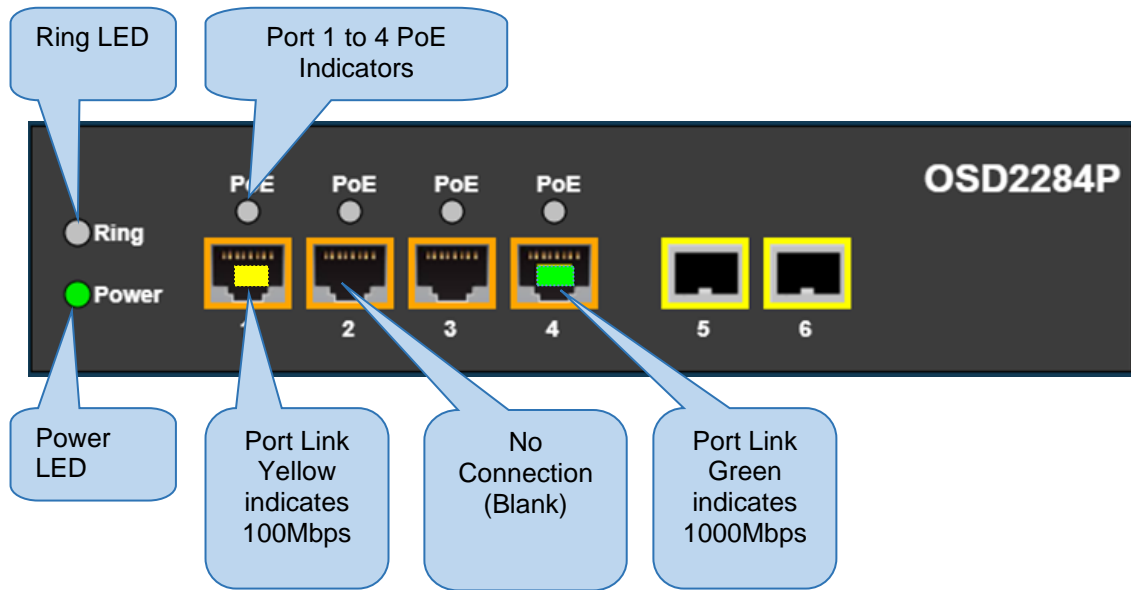 Ring LED
Port 1 to 4 PoE
Indicators
PoE
PoE
PoE
PoE
OSD2284P
Ring
Power
1
2
3
4
5
6
Power
LED
Port Link
Yellow
indicates
100Mbps
No
Connection
(Blank)
Port Link
Green
indicates
1000Mbps